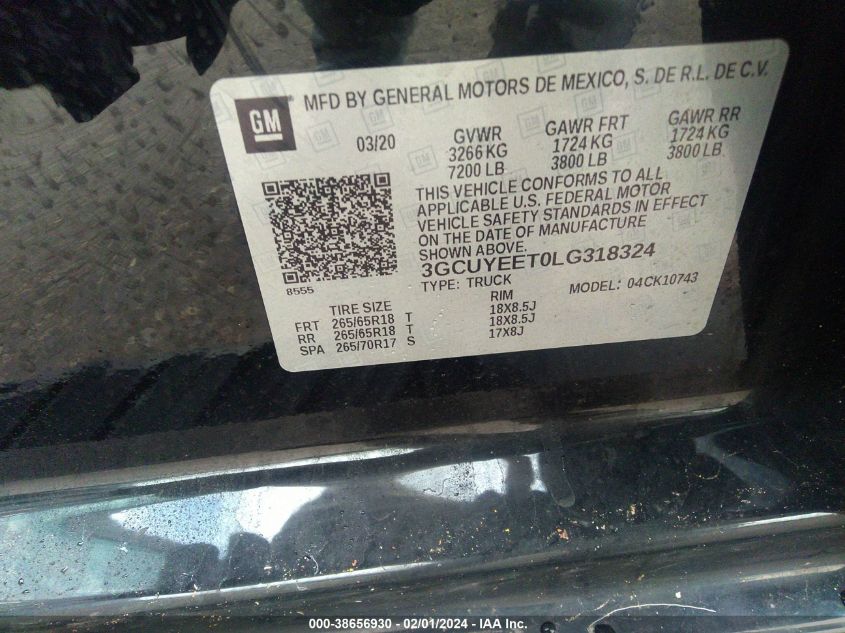 GM MFD BY GENERAL MOTORS DE MEXICO, S. DE R.L. DE C.V.
03/20
GVWR
3266 KG
7200 LB
GAWR FRT
1724 KG
3800 LB
GAWR RR
1724 KG
3800 LB
THIS VEHICLE CONFORMS TO ALL
APPLICABLE U.S. FEDERAL MOTOR
VEHICLE SAFETY STANDARDS IN EFFECT
ON THE DATE OF MANUFACTURE
SHOWN ABOVE.
3GCUYEET0LG318324
TYPE: TRUCK MODEL: 04CK10743
8555
TIRE SIZE RIM
FRT 265/65R18 T 18X8.5J
RR 265/65R18 T 18X8.5J
SPA 265/70R17 S 17X8J
000-38656930 - 02/01/2024 - IAA Inc.